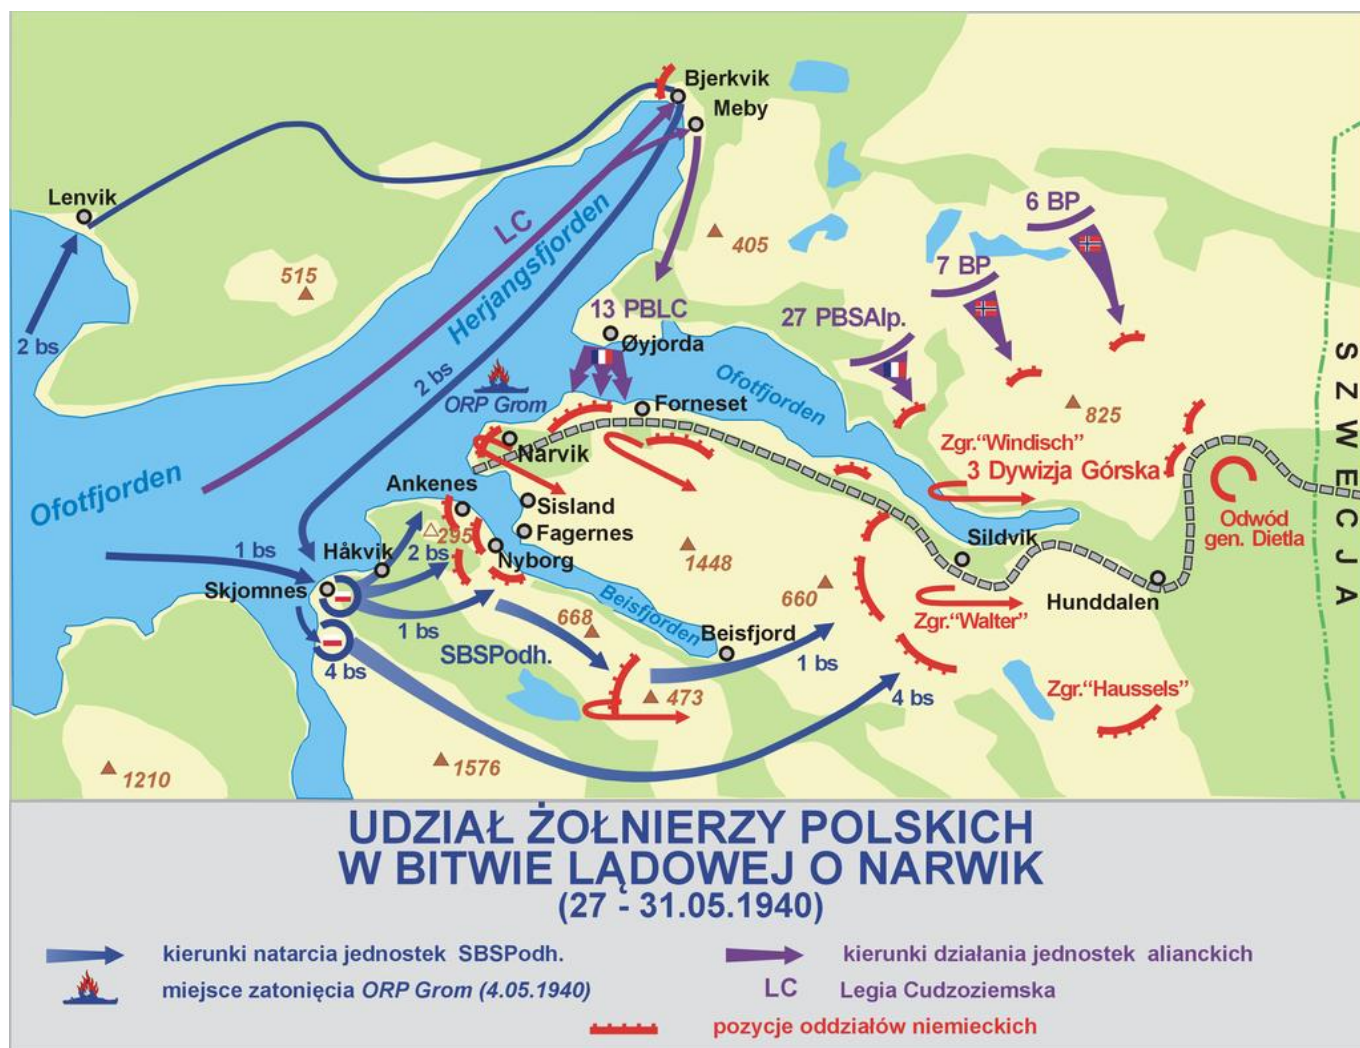 Bjerkvik
Meby
Lenvik
6 BP
LC
405
7 BP
515
Herjangsfjorden
13 PBLC
27 PBSAlp.
2 bs
Øyjorda
2 bs
SZWECJA
ORP Grom
Ofotfjorden
Forneset
825
Narvik
Zgr."Windisch"
3 Dywizja Górska
Ofotfjorden
Ankenes
Sisland
Odwód
gen. Dietla
295
Fagernes
1 bs
Håkvik
2 bs
Nyborg
1448
Sildvik
Skjomnes
660
Hunddalen
1 bs
Beisfjorden
668
Beisfjord
Zgr."Walter"
SBSPodh.
1 bs
4 bs
473
4 bs
Zgr."Haussels"
1210
1576
UDZIAŁ ŻOŁNIERZY POLSKICH
W BITWIE LĄDOWEJ O NARWIK
(27 - 31.05.1940)
kierunki natarcia jednostek SBSPodh.
kierunki działania jednostek alianckich
miejsce zatonięcia ORP Grom (4.05.1940)
LC Legia Cudzoziemska
pozycje oddziałów niemieckich